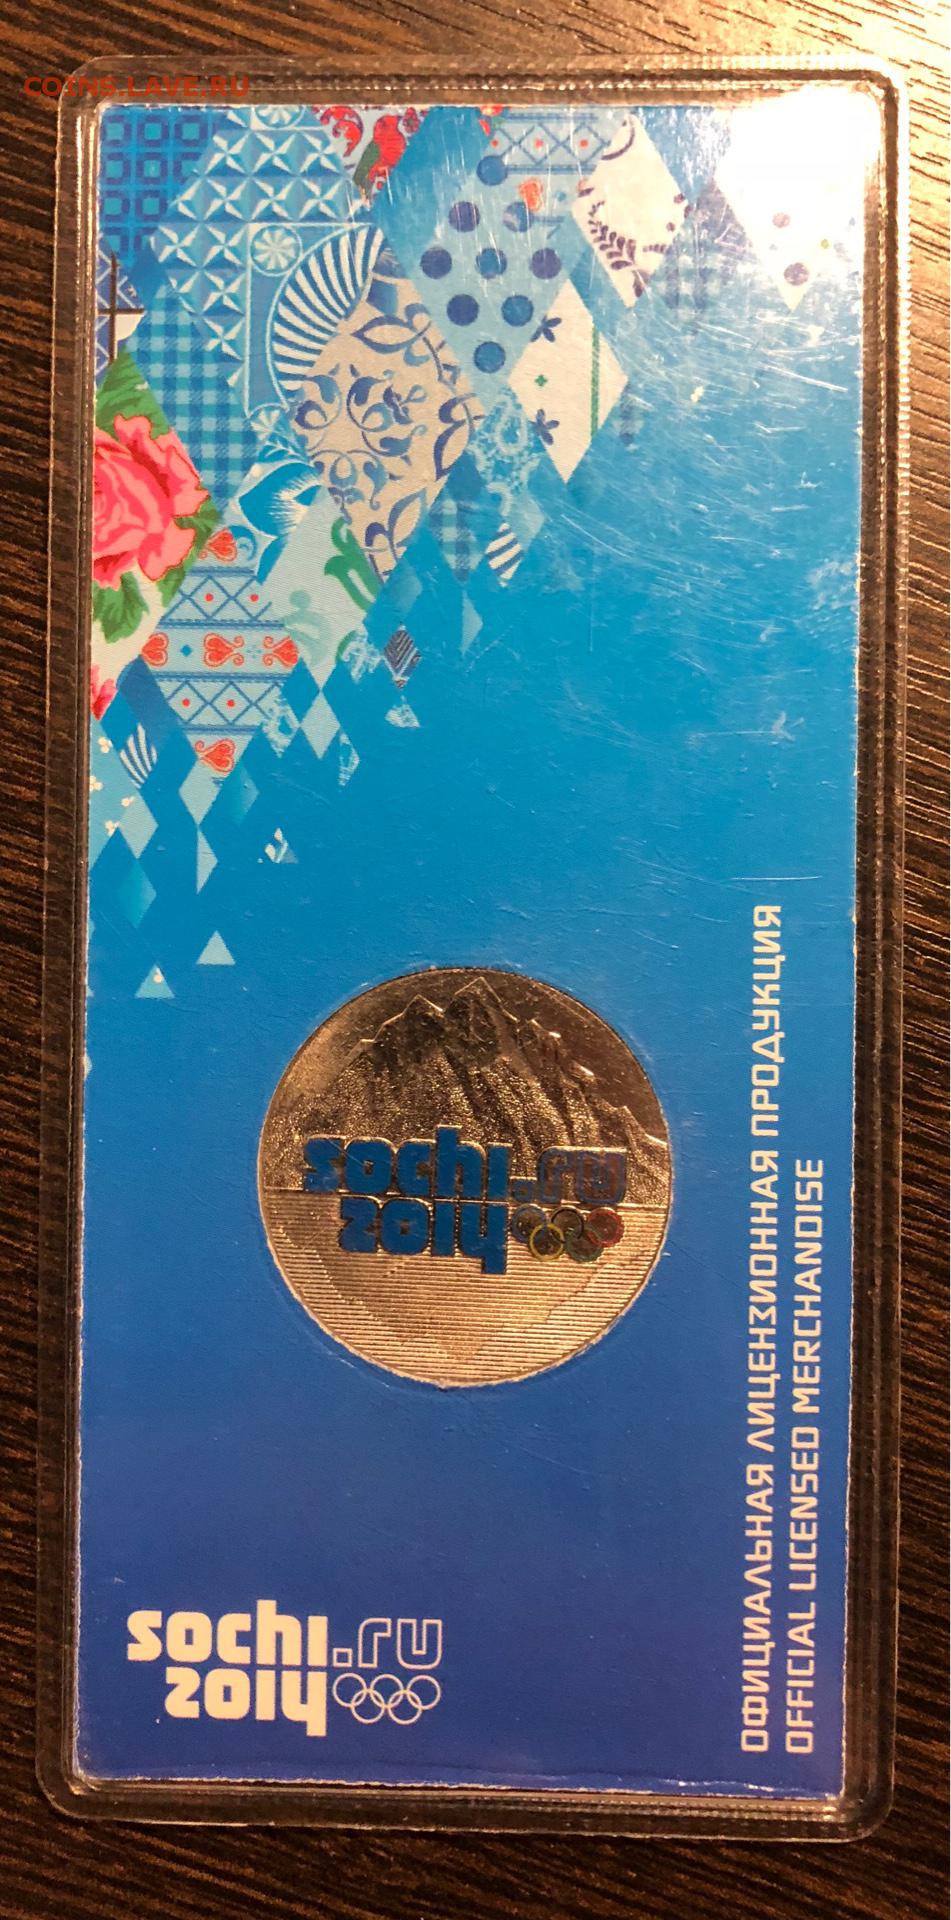 COINS.LAVE.RU
sochi.ru
2014
sochi.ru
2014
ОФИЦИАЛЬНАЯ ЛИЦЕНЗИОННАЯ ПРОДУКЦИЯ
OFFICIAL LICENSED MERCHANDISE